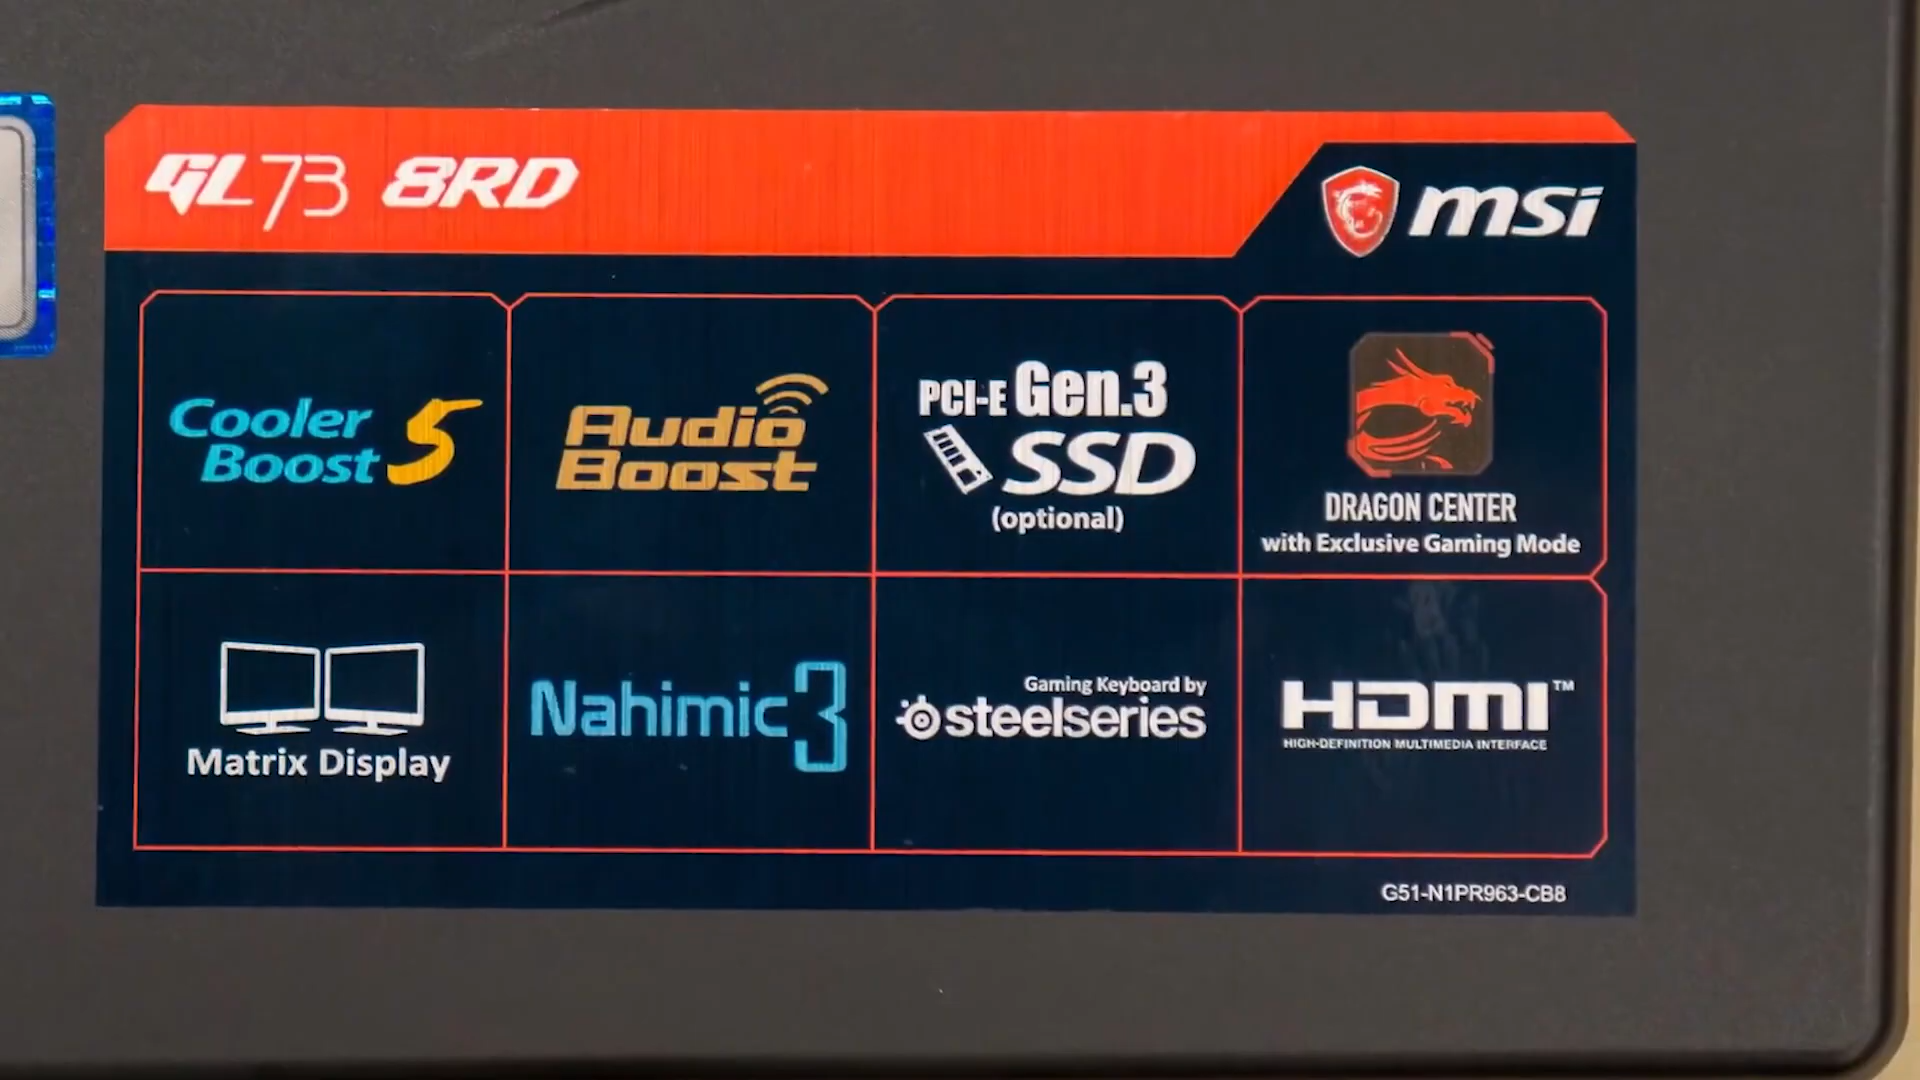 GL73 8RD
msi
Cooler
Boost 5
Audio
Boost
PCI-E Gen.3
SSD
(optional)
DRAGON CENTER
with Exclusive Gaming Mode
Matrix Display
Nahimic 3
Gaming Keyboard by
steelseries
HDMI™
HIGH-DEFINITION MULTIMEDIA INTERFACE
G51-N1PR963-CB8